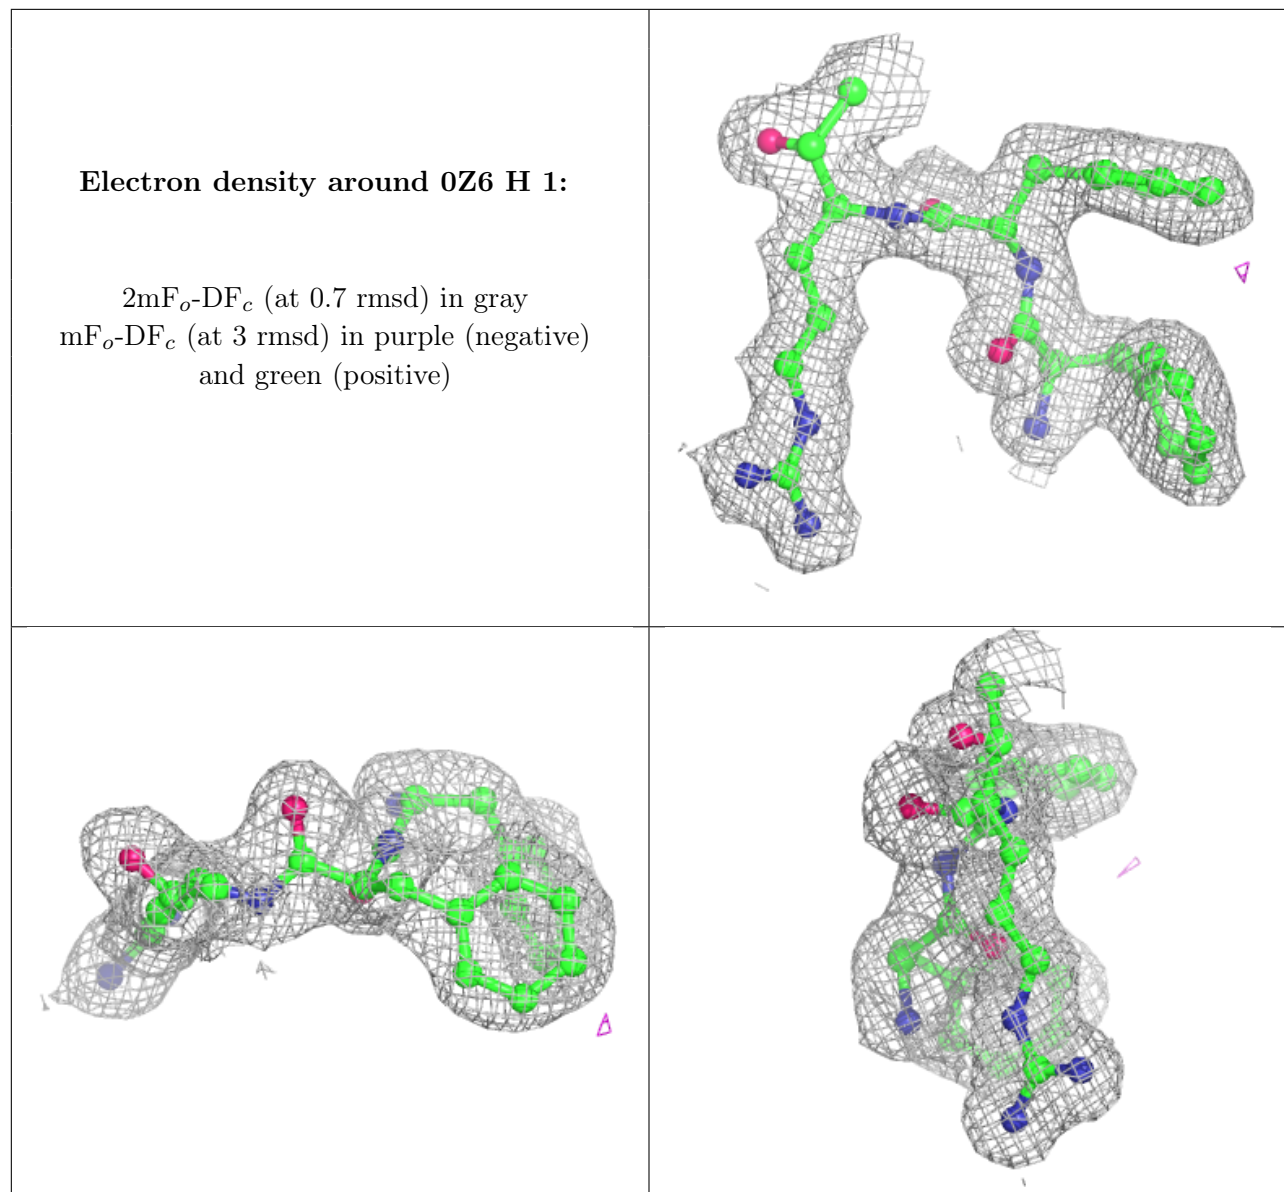 Electron density around 0Z6 H 1:
2mFo-DFc (at 0.7 rmsd) in gray
mFo-DFc (at 3 rmsd) in purple (negative)
and green (positive)